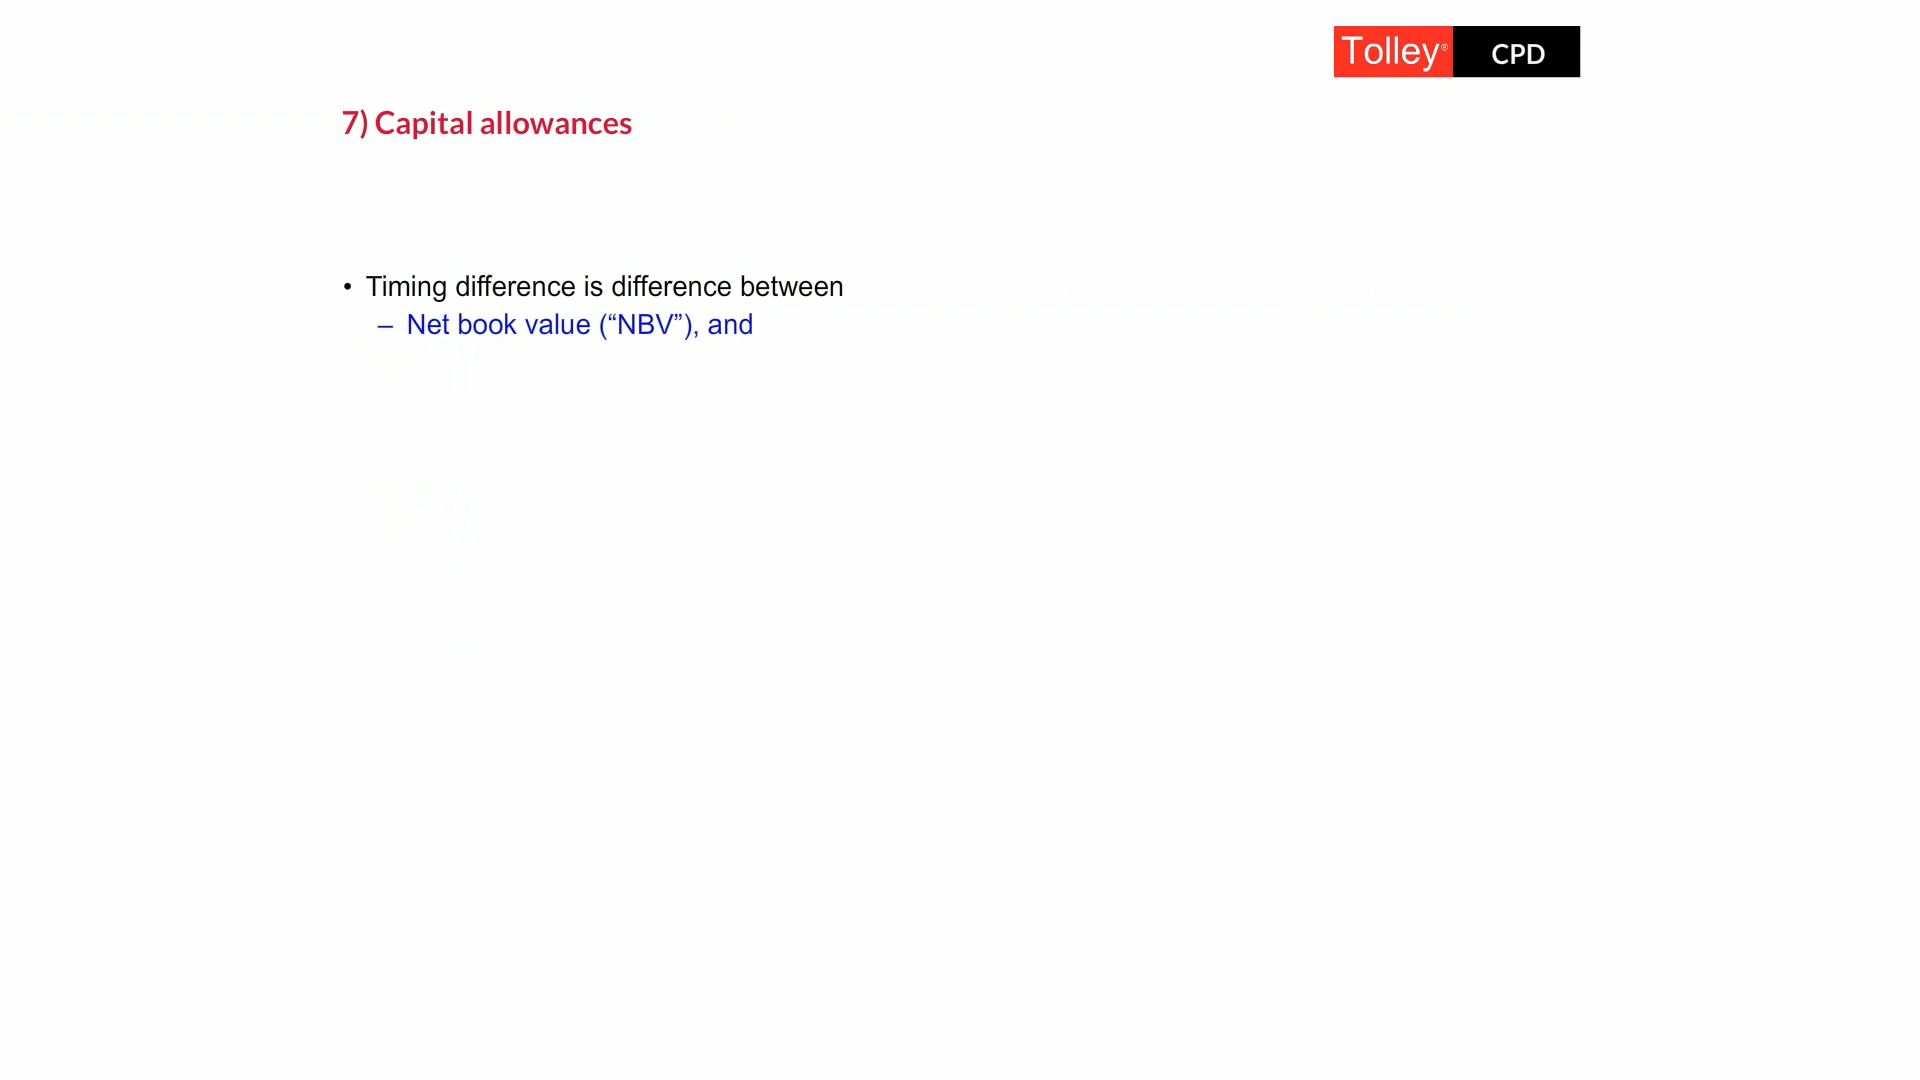 Tolley® CPD
7) Capital allowances
• Timing difference is difference between
– Net book value (“NBV”), and